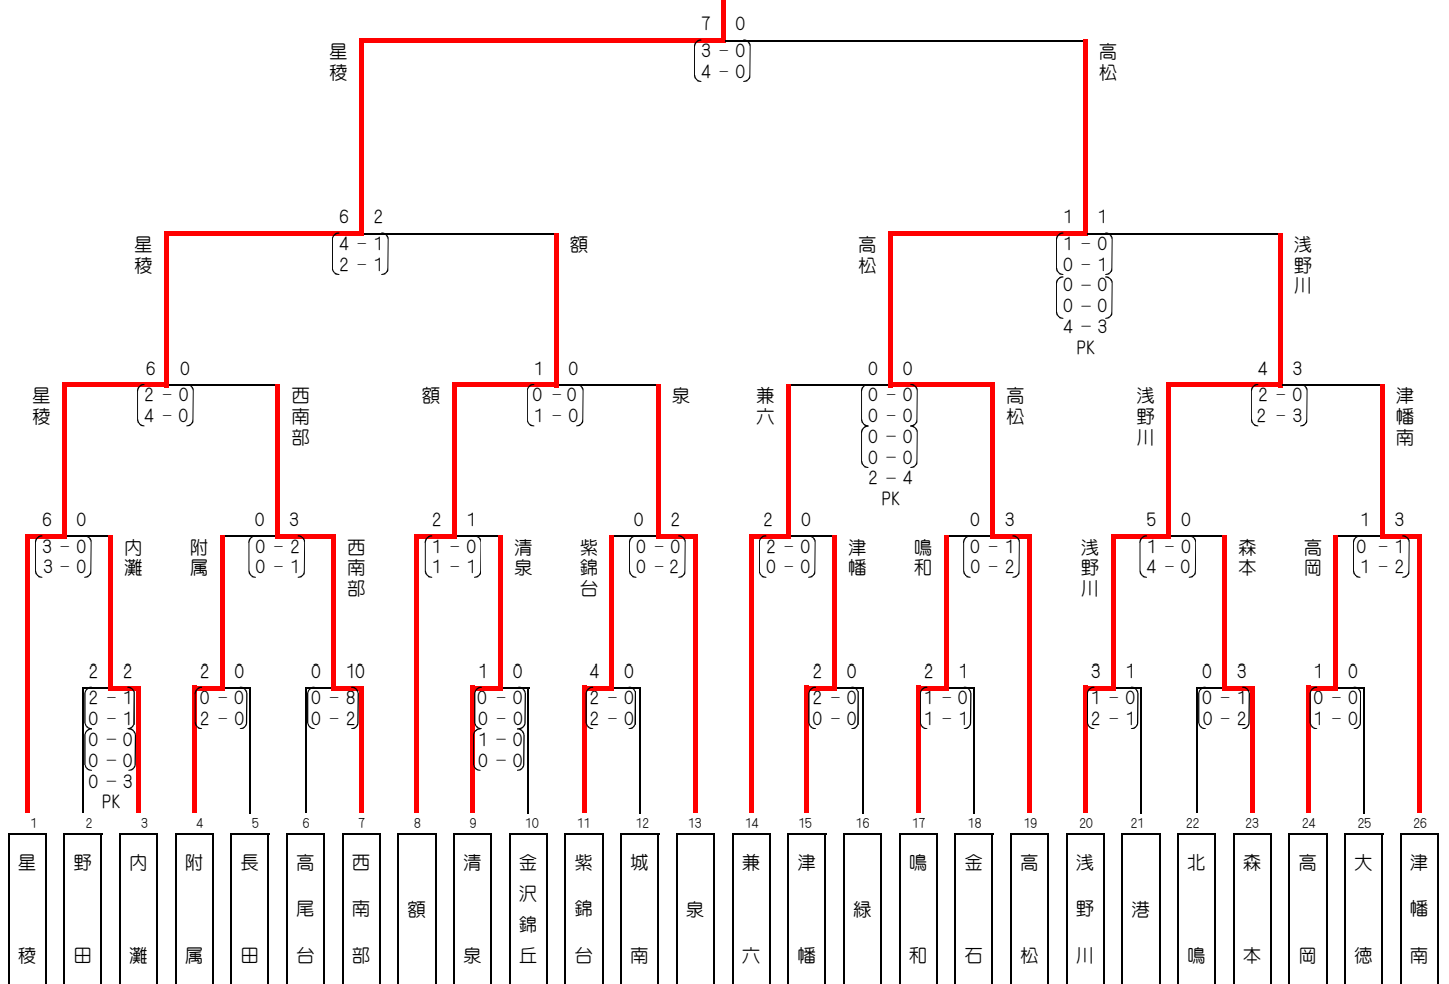 7 0
星稜
3 - 0
4 - 0
高松
6 2
星稜
4 - 1
2 - 1
額
1 1
高松
1 - 0
0 - 1
0 - 0
0 - 0
4 - 3
PK
浅野川
6 0
星稜
2 - 0
4 - 0
西南部
1 0
額
0 - 0
1 - 0
泉
0 0
兼六
0 - 0
0 - 0
0 - 0
0 - 0
2 - 4
PK
高松
4 3
浅野川
2 - 0
2 - 3
津幡南
6 0
3 - 0
3 - 0
内灘
0 3
附属
0 - 2
0 - 1
西南部
2 1
1 - 0
1 - 1
清泉
0 2
紫錦台
0 - 0
0 - 2
2 0
2 - 0
0 - 0
津幡
0 3
鳴和
0 - 1
0 - 2
5 0
浅野川
1 - 0
4 - 0
森本
1 3
高岡
0 - 1
1 - 2
2 2
2 - 1
0 - 1
0 - 0
0 - 0
0 - 3
PK
2 0
0 - 0
2 - 0
0 10
0 - 8
0 - 2
1 0
0 - 0
0 - 0
1 - 0
0 - 0
4 0
2 - 0
2 - 0
2 0
2 - 0
0 - 0
2 1
1 - 0
1 - 1
3 1
1 - 0
2 - 1
0 3
0 - 1
0 - 2
1 0
0 - 0
1 - 0
1 2 3 4 5 6 7 8 9 10 11 12 13 14 15 16 17 18 19 20 21 22 23 24 25 26
星稜
野田
内灘
附属
長田
高尾台
西南部
額
清泉
金沢錦丘
紫錦台
城南
泉
兼六
津幡
緑
鳴和
金石
高松
浅野川
港
北鳴
森本
高岡
大徳
津幡南